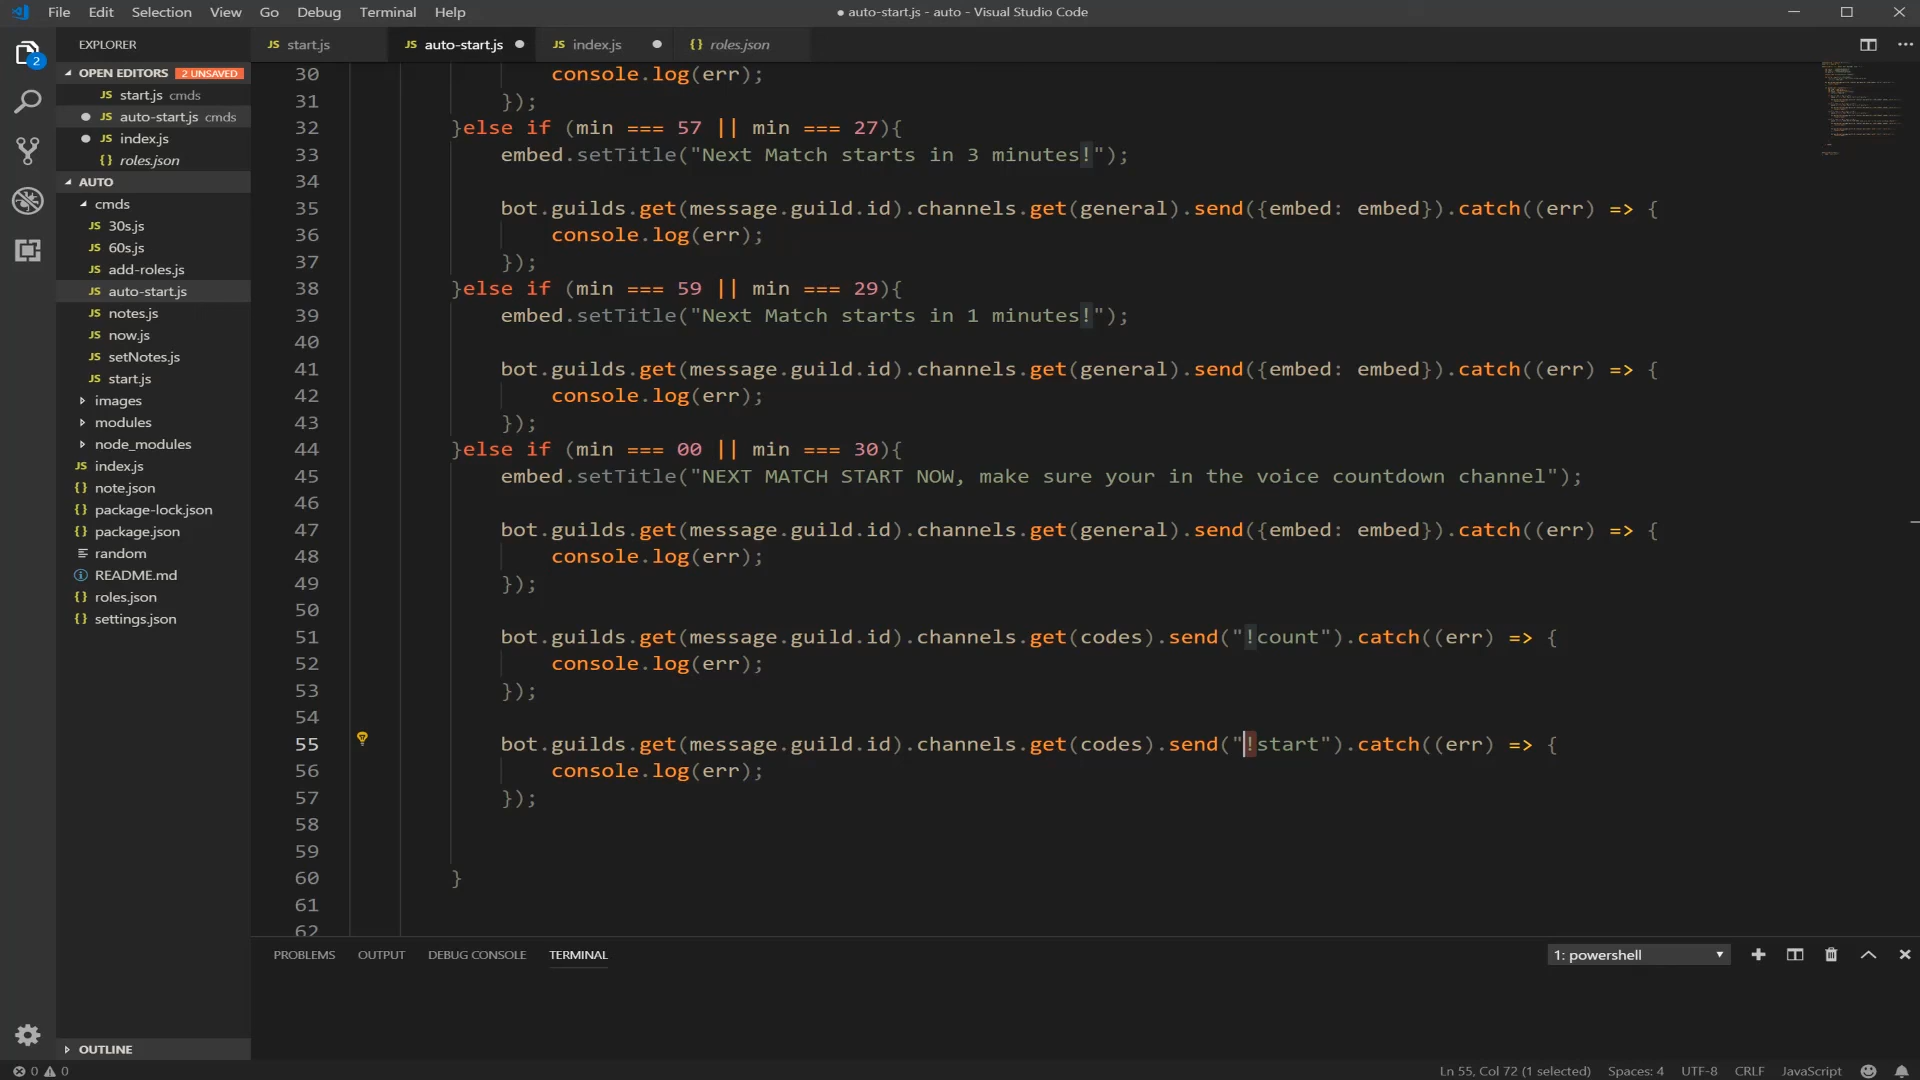 File Edit Selection View Go Debug Terminal Help
● auto-start.js - auto - Visual Studio Code
EXPLORER
JS start.js
JS auto-start.js ●
JS index.js ●
{} roles.json
OPEN EDITORS 2 UNSAVED
JS start.js cmds
● JS auto-start.js cmds
● JS index.js
{} roles.json
AUTO
cmds
JS 30s.js
JS 60s.js
JS add-roles.js
JS auto-start.js
JS notes.js
JS now.js
JS setNotes.js
JS start.js
images
modules
node_modules
JS index.js
{} note.json
{} package-lock.json
{} package.json
random
README.md
{} roles.json
{} settings.json
OUTLINE
2
30 console.log(err);
31 });
32 }else if (min === 57 || min === 27){
33 embed.setTitle("Next Match starts in 3 minutes!");
34
35 bot.guilds.get(message.guild.id).channels.get(general).send({embed: embed}).catch((err) => {
36 console.log(err);
37 });
38 }else if (min === 59 || min === 29){
39 embed.setTitle("Next Match starts in 1 minutes!");
40
41 bot.guilds.get(message.guild.id).channels.get(general).send({embed: embed}).catch((err) => {
42 console.log(err);
43 });
44 }else if (min === 00 || min === 30){
45 embed.setTitle("NEXT MATCH START NOW, make sure your in the voice countdown channel");
46
47 bot.guilds.get(message.guild.id).channels.get(general).send({embed: embed}).catch((err) => {
48 console.log(err);
49 });
50
51 bot.guilds.get(message.guild.id).channels.get(codes).send("!count").catch((err) => {
52 console.log(err);
53 });
54
55 bot.guilds.get(message.guild.id).channels.get(codes).send("!start").catch((err) => {
56 console.log(err);
57 });
58
59
60 }
61
62
PROBLEMS OUTPUT DEBUG CONSOLE TERMINAL
1: powershell
0 0
Ln 55, Col 72 (1 selected) Spaces: 4 UTF-8 CRLF JavaScript